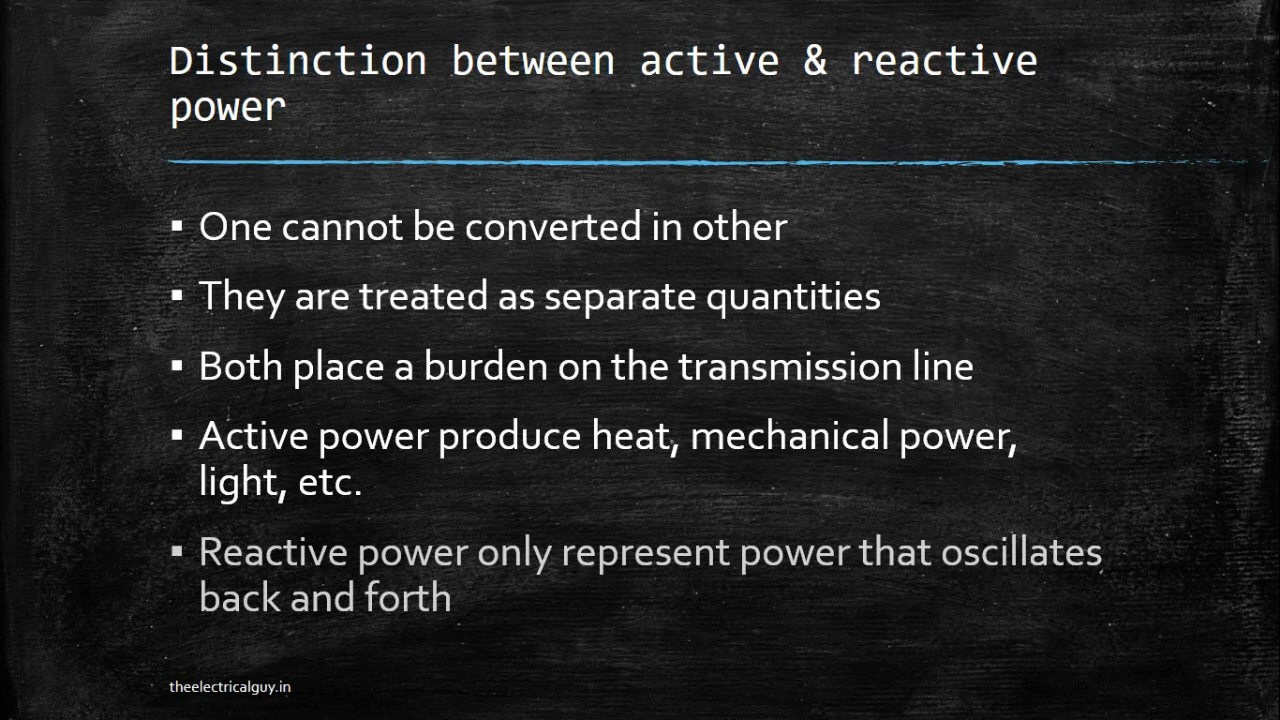 Distinction between active & reactive
power
▪ One cannot be converted in other
▪ They are treated as separate quantities
▪ Both place a burden on the transmission line
▪ Active power produce heat, mechanical power,
light, etc.
▪ Reactive power only represent power that oscillates
back and forth
theelectricalguy.in